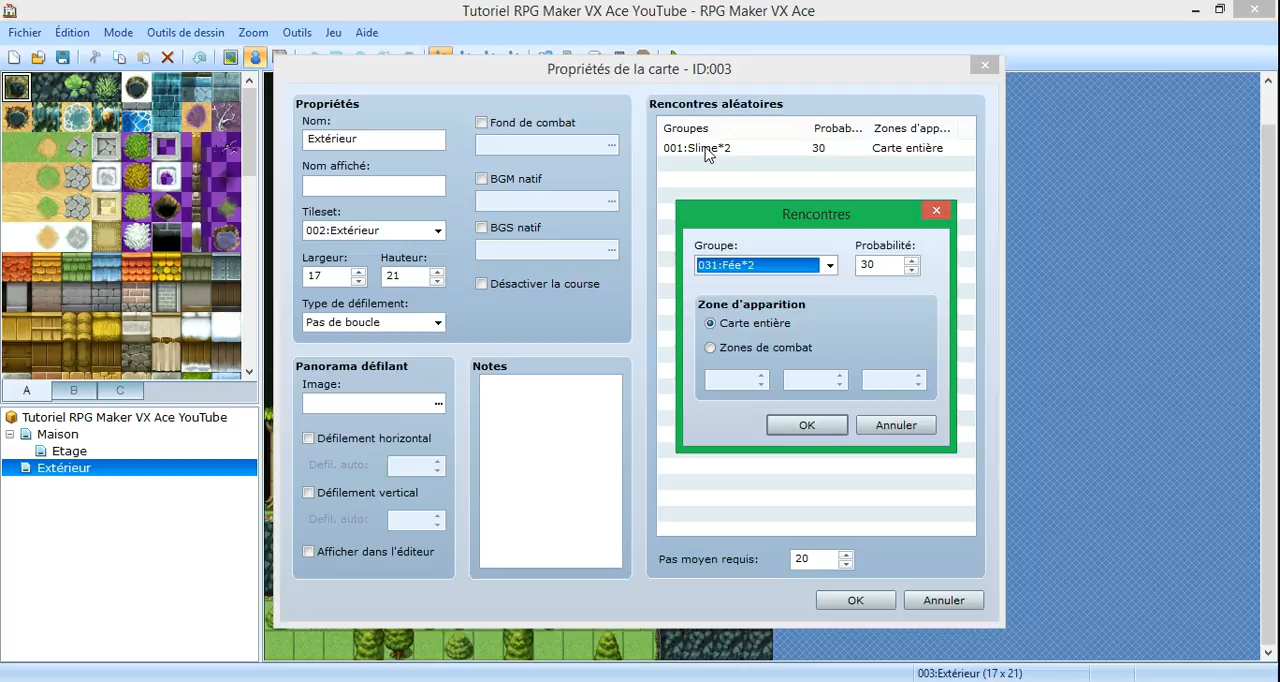 Tutoriel RPG Maker VX Ace YouTube - RPG Maker VX Ace
Fichier Édition Mode Outils de dessin Zoom Outils Jeu Aide
Propriétés de la carte - ID:003
Propriétés
Nom:
Extérieur
Nom affiché:
Tileset:
002:Extérieur
Largeur: Hauteur:
17 21
Type de défilement:
Pas de boucle
Fond de combat
...
BGM natif
...
BGS natif
...
Désactiver la course
Panorama défilant
Image:
...
Défilement horizontal
Defil. auto:
Défilement vertical
Defil. auto:
Afficher dans l'éditeur
Notes
Rencontres aléatoires
Groupes Probab... Zones d'app...
001:Slime*2 30 Carte entière
Rencontres
Groupe: Probabilité:
031:Fée*2 30
Zone d'apparition
Carte entière
Zones de combat
OK Annuler
Pas moyen requis: 20
OK Annuler
A B C
Tutoriel RPG Maker VX Ace YouTube
Maison
Etage
Extérieur
003:Extérieur (17 x 21)